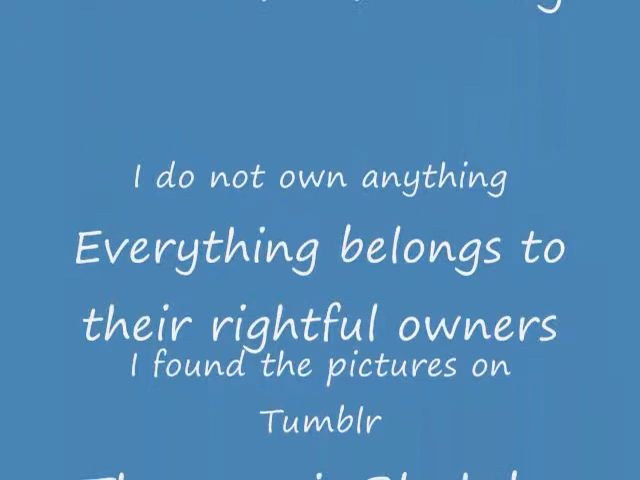 I do not own anything
Everything belongs to
their rightful owners
I found the pictures on
Tumblr